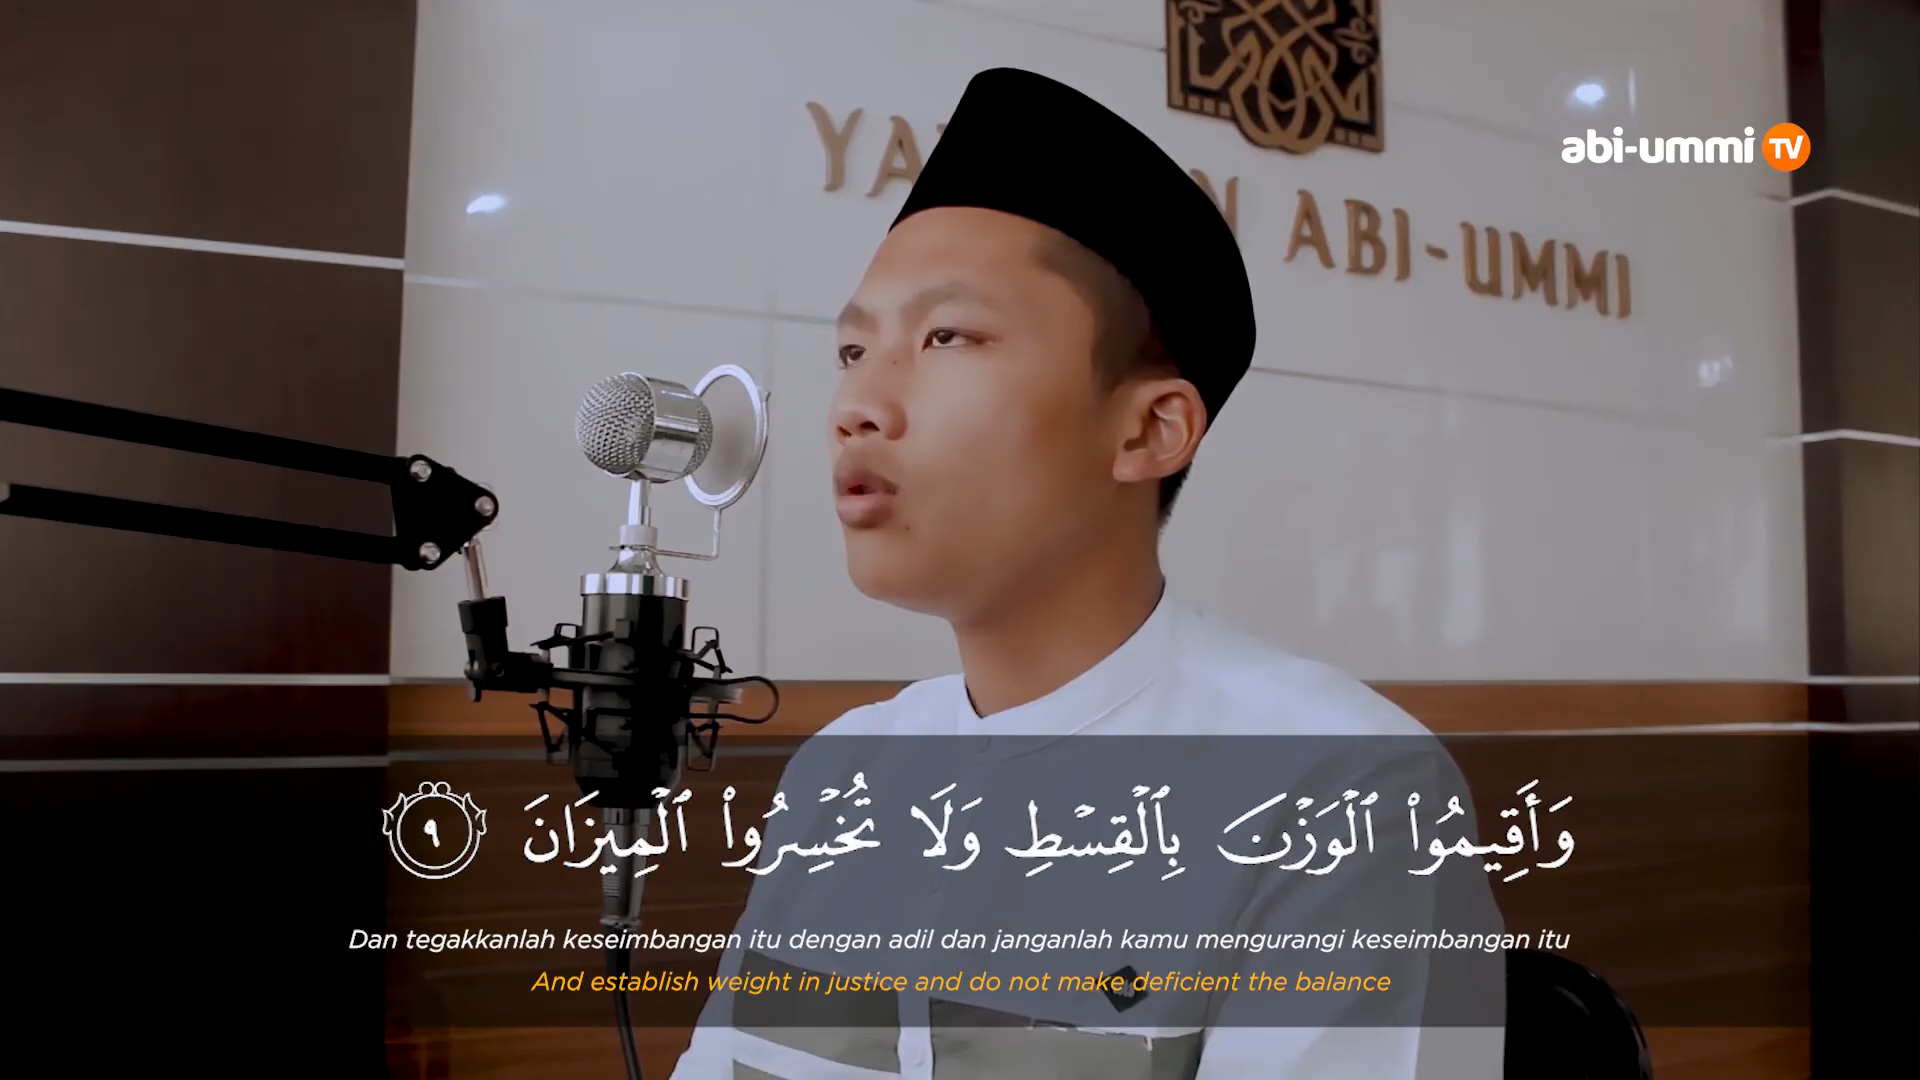 abi-ummi TV
ABI-UMMI
وَأَقِيمُوا۟ ٱلْوَزْنَ بِٱلْقِسْطِ وَلَا تُخْسِرُوا۟ ٱلْمِيزَانَ ٩
Dan tegakkanlah keseimbangan itu dengan adil dan janganlah kamu mengurangi keseimbangan itu
And establish weight in justice and do not make deficient the balance